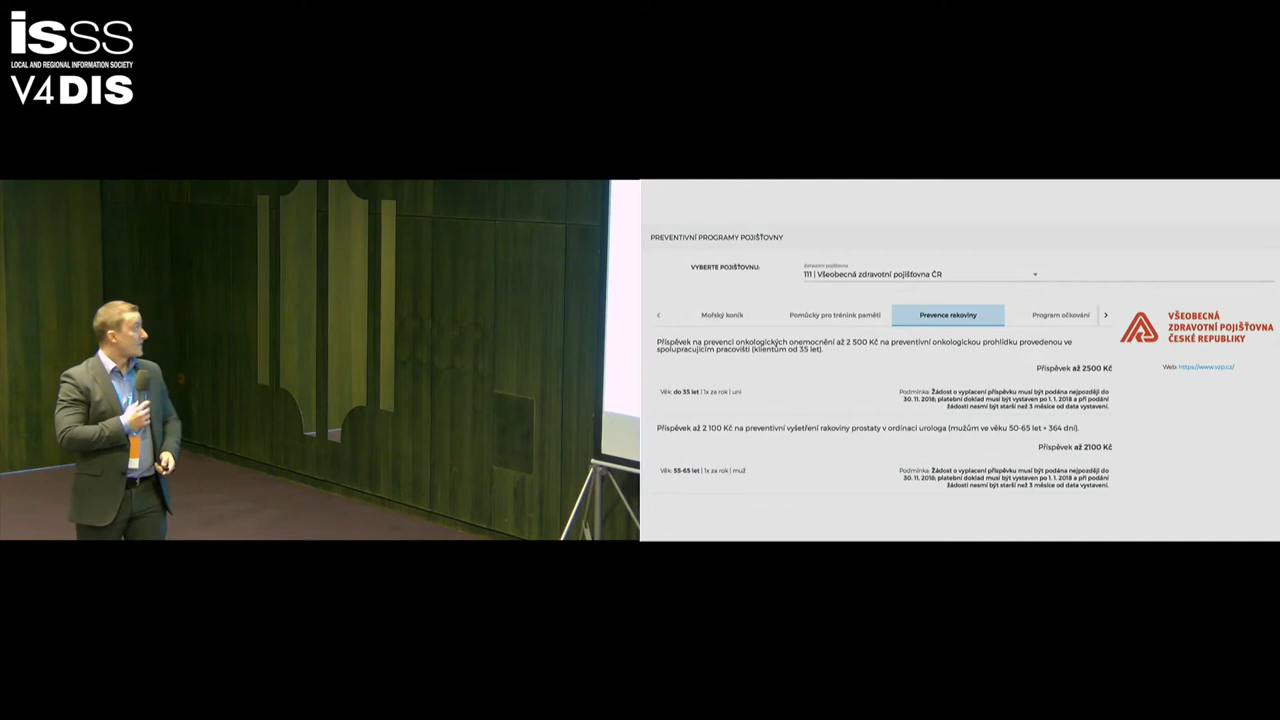 isss
LOCAL AND REGIONAL INFORMATION SOCIETY
V4DIS
PREVENTIVNÍ PROGRAMY POJIŠŤOVNY
VYBERTE POJIŠŤOVNU:
Zdravotní pojišťovna
111 | Všeobecná zdravotní pojišťovna ČR
Mořský koník
Pomůcky pro trénink paměti
Prevence rakoviny
Program očkování
Příspěvek na prevenci onkologických onemocnění až 2 500 Kč na preventivní onkologickou prohlídku provedenou ve
spolupracujícím pracovišti (klientům od 35 let).
Příspěvek až 2500 Kč
Věk: do 35 let | 1x za rok | uni
Podmínka: Žádost o vyplacení příspěvku musí být podána nejpozději do
30. 11. 2018; platební doklad musí být vystaven po 1. 1. 2018 a při podání
žádosti nesmí být starší než 3 měsíce od data vystavení.
Příspěvek až 2 100 Kč na preventivní vyšetření rakoviny prostaty v ordinaci urologa (mužům ve věku 50-65 let + 364 dní).
Příspěvek až 2100 Kč
Věk: 55-65 let | 1x za rok | muž
Podmínka: Žádost o vyplacení příspěvku musí být podána nejpozději do
30. 11. 2018; platební doklad musí být vystaven po 1. 1. 2018 a při podání
žádosti nesmí být starší než 3 měsíce od data vystavení.
VŠEOBECNÁ
ZDRAVOTNÍ POJIŠŤOVNA
ČESKÉ REPUBLIKY
Web: https://www.vzp.cz/